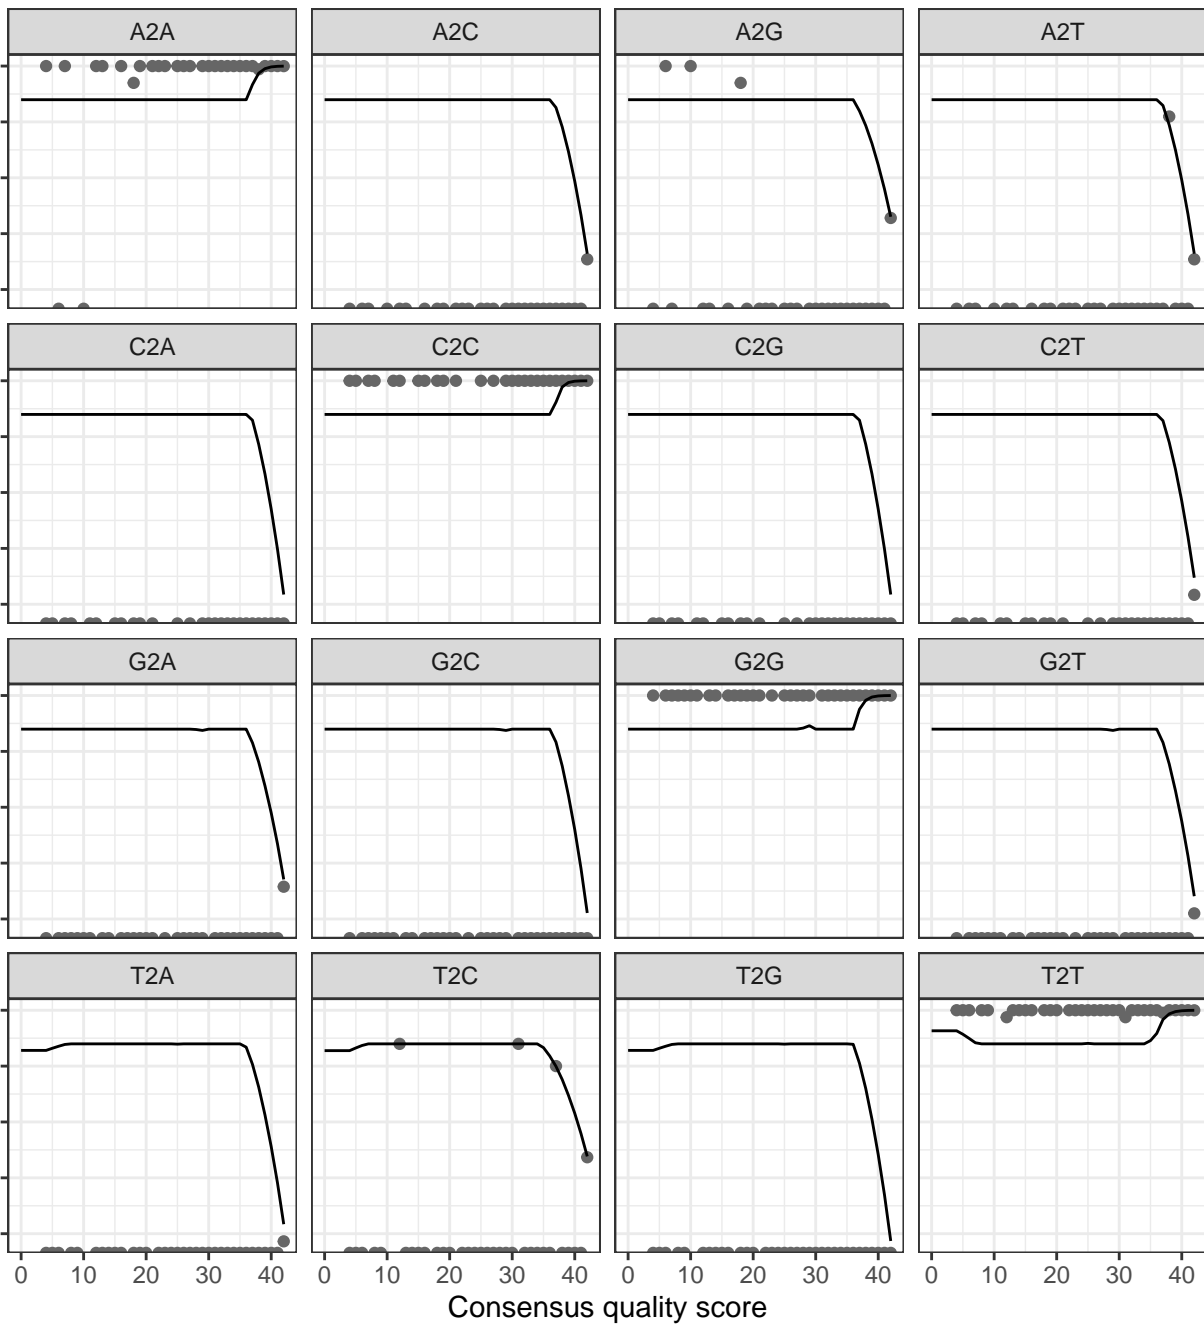 A2A A2C A2G A2T
C2A C2C C2G C2T
G2A G2C G2G G2T
T2A T2C T2G T2T
0 10 20 30 40 0 10 20 30 40 0 10 20 30 40 0 10 20 30 40
Consensus quality score